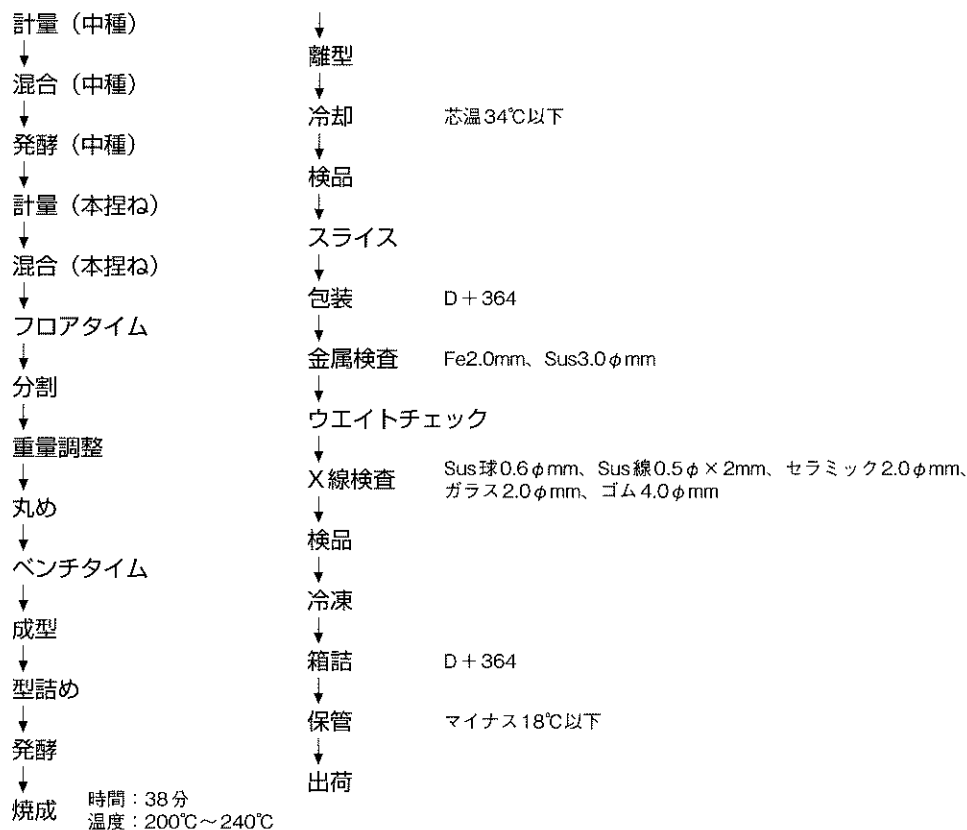 計量（中種）
↓
混合（中種）
↓
発酵（中種）
↓
計量（本捏ね）
↓
混合（本捏ね）
↓
フロアタイム
↓
分割
↓
重量調整
↓
丸め
↓
ベンチタイム
↓
成型
↓
型詰め
↓
発酵
↓
焼成 時間：38分
温度：200℃～240℃
↓
離型
↓
冷却 芯温34℃以下
↓
検品
↓
スライス
↓
包装 D＋364
↓
金属検査 Fe2.0mm、Sus3.0φmm
↓
ウエイトチェック
↓
X線検査 Sus球0.6φmm、Sus線0.5φ×2mm、セラミック2.0φmm、
ガラス2.0φmm、ゴム4.0φmm
↓
検品
↓
冷凍
↓
箱詰 D＋364
↓
保管 マイナス18℃以下
↓
出荷